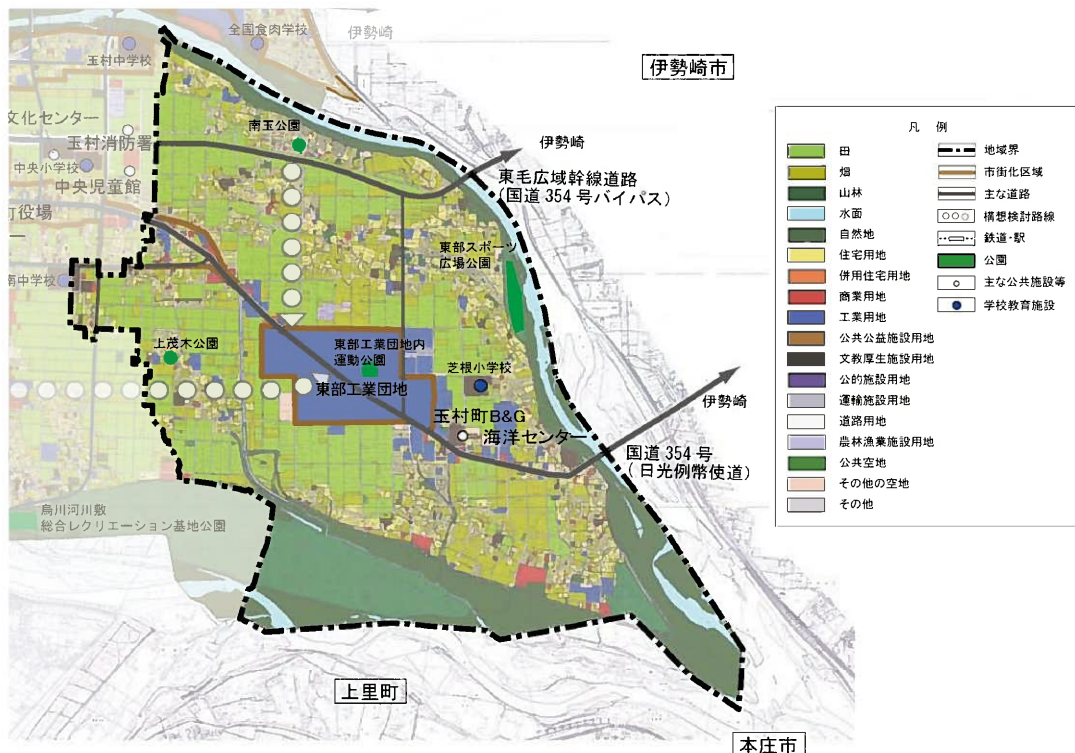 全国食肉学校
伊勢崎
玉村中学校
伊勢崎市
文化センター
玉村消防署
南玉公園
伊勢崎
中央小学校
中央児童館
東毛広域幹線道路
(国道354号バイパス)
町役場
ー
東部スポーツ
広場公園
南中学校
上茂木公園
東部工業団地内
運動公園
東部工業団地
芝根小学校
玉村町B&G
海洋センター
伊勢崎
国道354号
(日光例幣使道)
烏川河川敷
総合レクリエーション基地公園
上里町
本庄市
凡 例
田
畑
山林
水面
自然地
住宅用地
併用住宅用地
商業用地
工業用地
公共公益施設用地
文教厚生施設用地
公的施設用地
運輸施設用地
道路用地
農林漁業施設用地
公共空地
その他の空地
その他
地域界
市街化区域
主な道路
構想検討路線
鉄道・駅
公園
主な公共施設等
学校教育施設